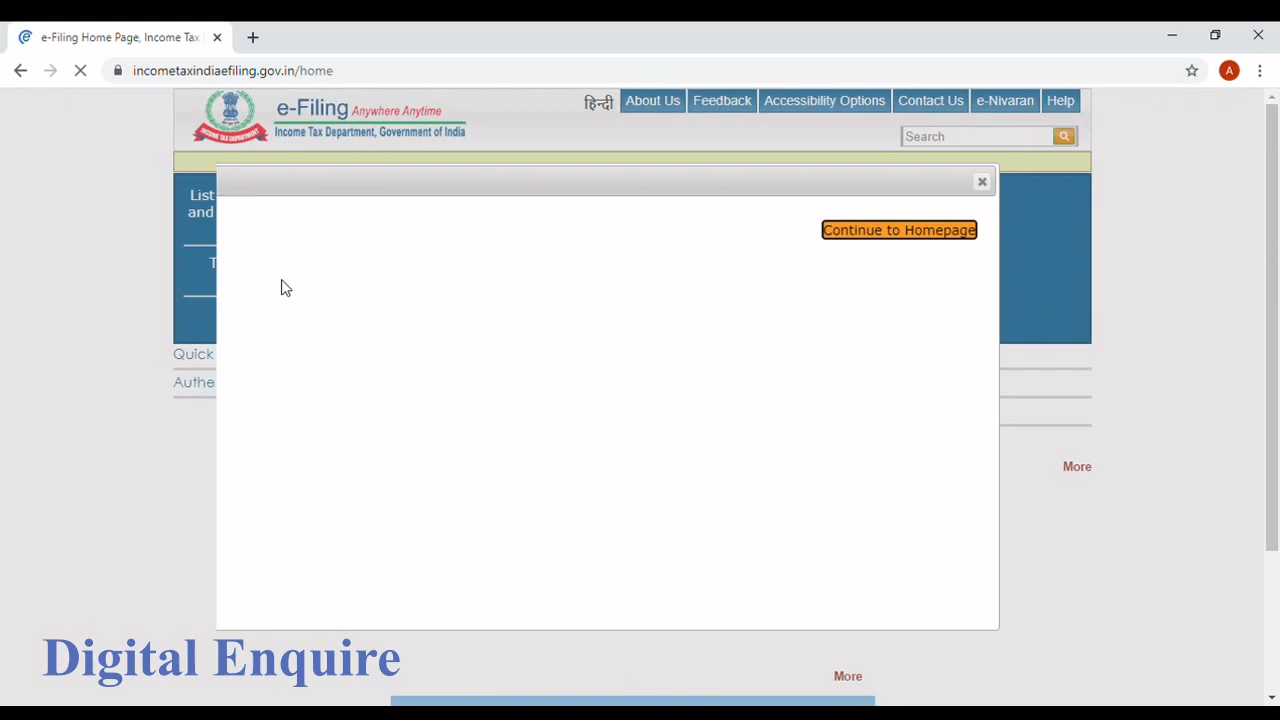 e-Filing Home Page, Income Tax
incometaxindiaefiling.gov.in/home
A
e-Filing Anywhere Anytime
Income Tax Department, Government of India
हिन्दी About Us Feedback Accessibility Options Contact Us e-Nivaran Help
Search
List
and
T
Continue to Homepage
Quick
Authe
More
More
Digital Enquire